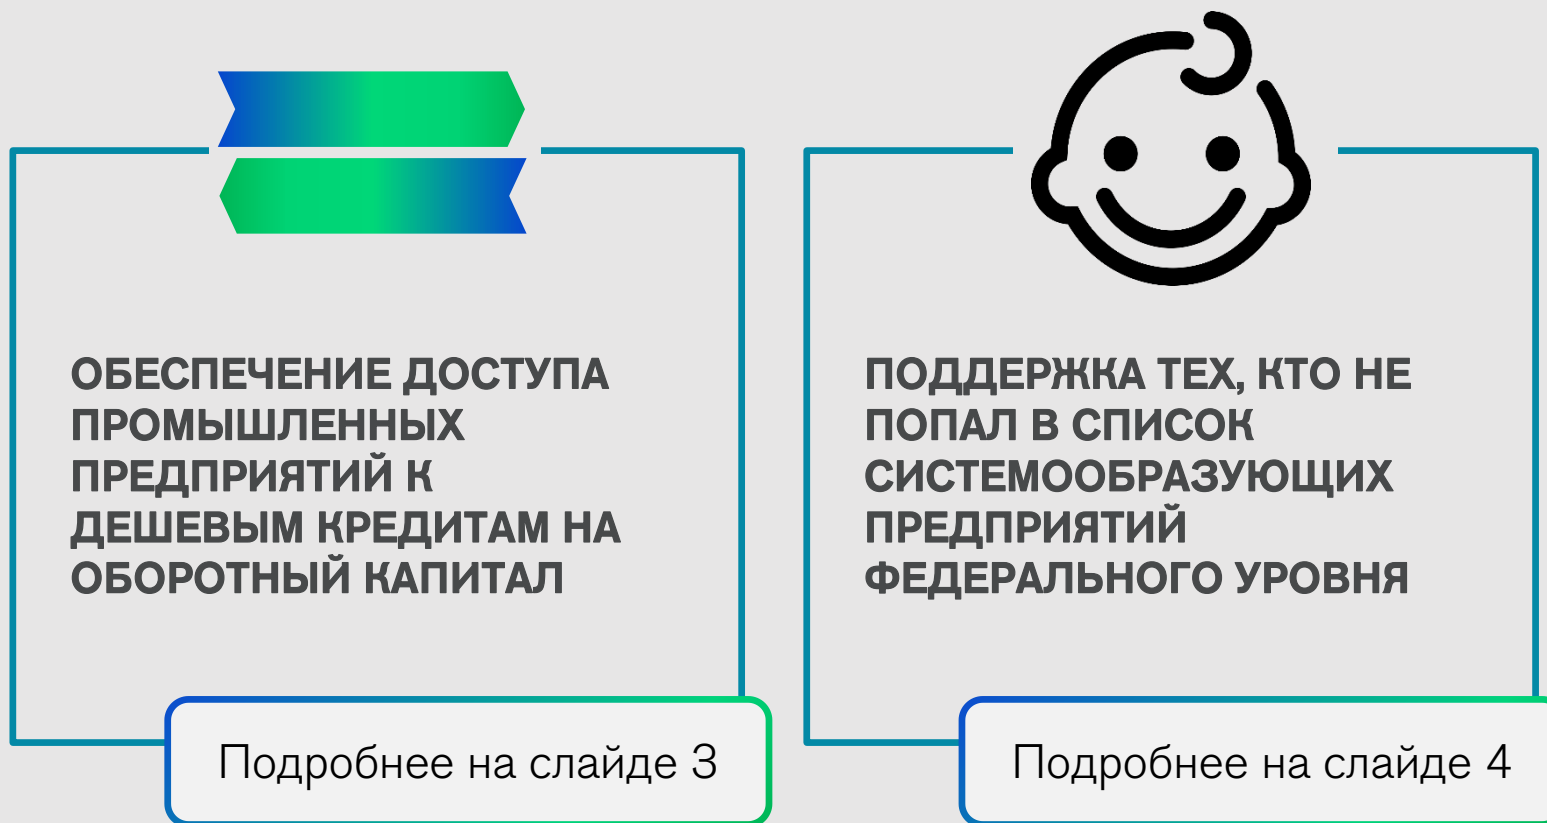 ОБЕСПЕЧЕНИЕ ДОСТУПА
ПРОМЫШЛЕННЫХ
ПРЕДПРИЯТИЙ К
ДЕШЕВЫМ КРЕДИТАМ НА
ОБОРОТНЫЙ КАПИТАЛ
Подробнее на слайде 3
ПОДДЕРЖКА ТЕХ, КТО НЕ
ПОПАЛ В СПИСОК
СИСТЕМООБРАЗУЮЩИХ
ПРЕДПРИЯТИЙ
ФЕДЕРАЛЬНОГО УРОВНЯ
Подробнее на слайде 4